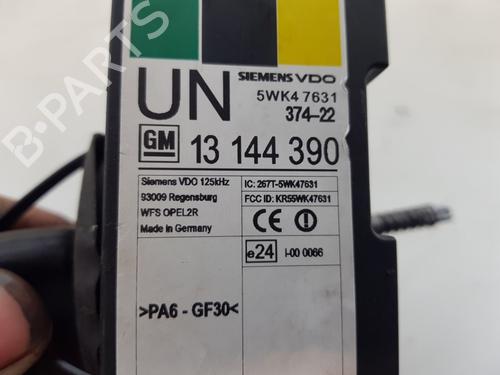 UN SIEMENS VDO
5WK4 7631
374-22
GM 13 144 390
Siemens VDO 125kHz
93009 Regensburg
WFS OPEL2R
Made in Germany
IC: 267T-5WK47631
FCC ID: KR55WK47631
CE
e24 I-00 0066
>PA6 - GF30<
B-PARTS